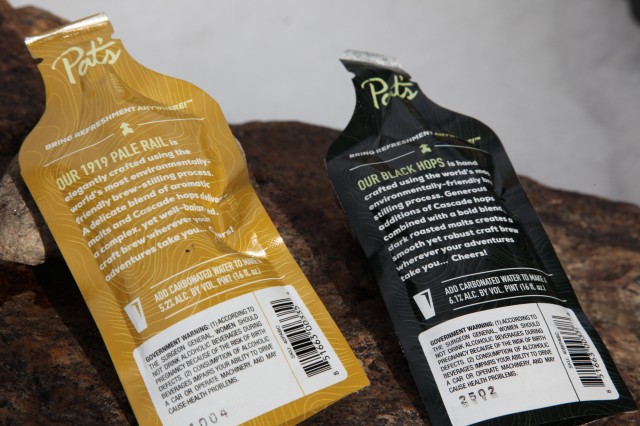 Pat's
BRING REFRESHMENT ANYWHERE!
OUR 1919 PALE RAIL is
elegantly crafted using the
world's most environmentally-
friendly brew-stilling process.
A delicate blend of aromatic
malts and Cascade hops
a complex, yet well-
craft brew wherever your
adventures take you... Cheers!
ADD CARBONATED WATER TO MAKE A
5.2% ALC. BY VOL. PINT (16 fl oz.)
GOVERNMENT WARNING: (1) ACCORDING TO
THE SURGEON GENERAL, WOMEN SHOULD
NOT DRINK ALCOHOLIC BEVERAGES DURING
PREGNANCY BECAUSE OF THE RISK OF BIRTH
DEFECTS. (2) CONSUMPTION OF ALCOHOLIC
BEVERAGES IMPAIRS YOUR ABILITY TO DRIVE
A CAR OR OPERATE MACHINERY, AND MAY
CAUSE HEALTH PROBLEMS.
1004
Pat's
BRING REFRESHMENT ANYWHERE!
OUR BLACK HOPS is hand
crafted using the world's most
environmentally-friendly brew-
stilling process. Generous
additions of Cascade hops
combined with a bold blend
dark roasted malts creates a
smooth yet robust craft brew
wherever your adventures
take you... Cheers!
ADD CARBONATED WATER TO MAKE A
6.1% ALC. BY VOL. PINT (16 fl oz.)
GOVERNMENT WARNING: (1) ACCORDING TO
THE SURGEON GENERAL, WOMEN SHOULD
NOT DRINK ALCOHOLIC BEVERAGES DURING
PREGNANCY BECAUSE OF THE RISK OF BIRTH
DEFECTS. (2) CONSUMPTION OF ALCOHOLIC
BEVERAGES IMPAIRS YOUR ABILITY TO DRIVE
A CAR OR OPERATE MACHINERY, AND MAY
CAUSE HEALTH PROBLEMS.
2502